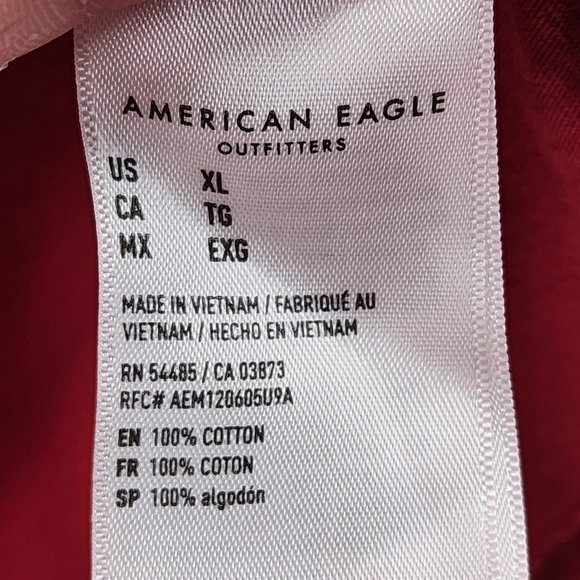 AMERICAN EAGLE
OUTFITTERS
US XL
CA TG
MX EXG
MADE IN VIETNAM / FABRIQUÉ AU
VIETNAM / HECHO EN VIETNAM
RN 54485 / CA 03873
RFC# AEM120605U9A
EN 100% COTTON
FR 100% COTON
SP 100% algodón